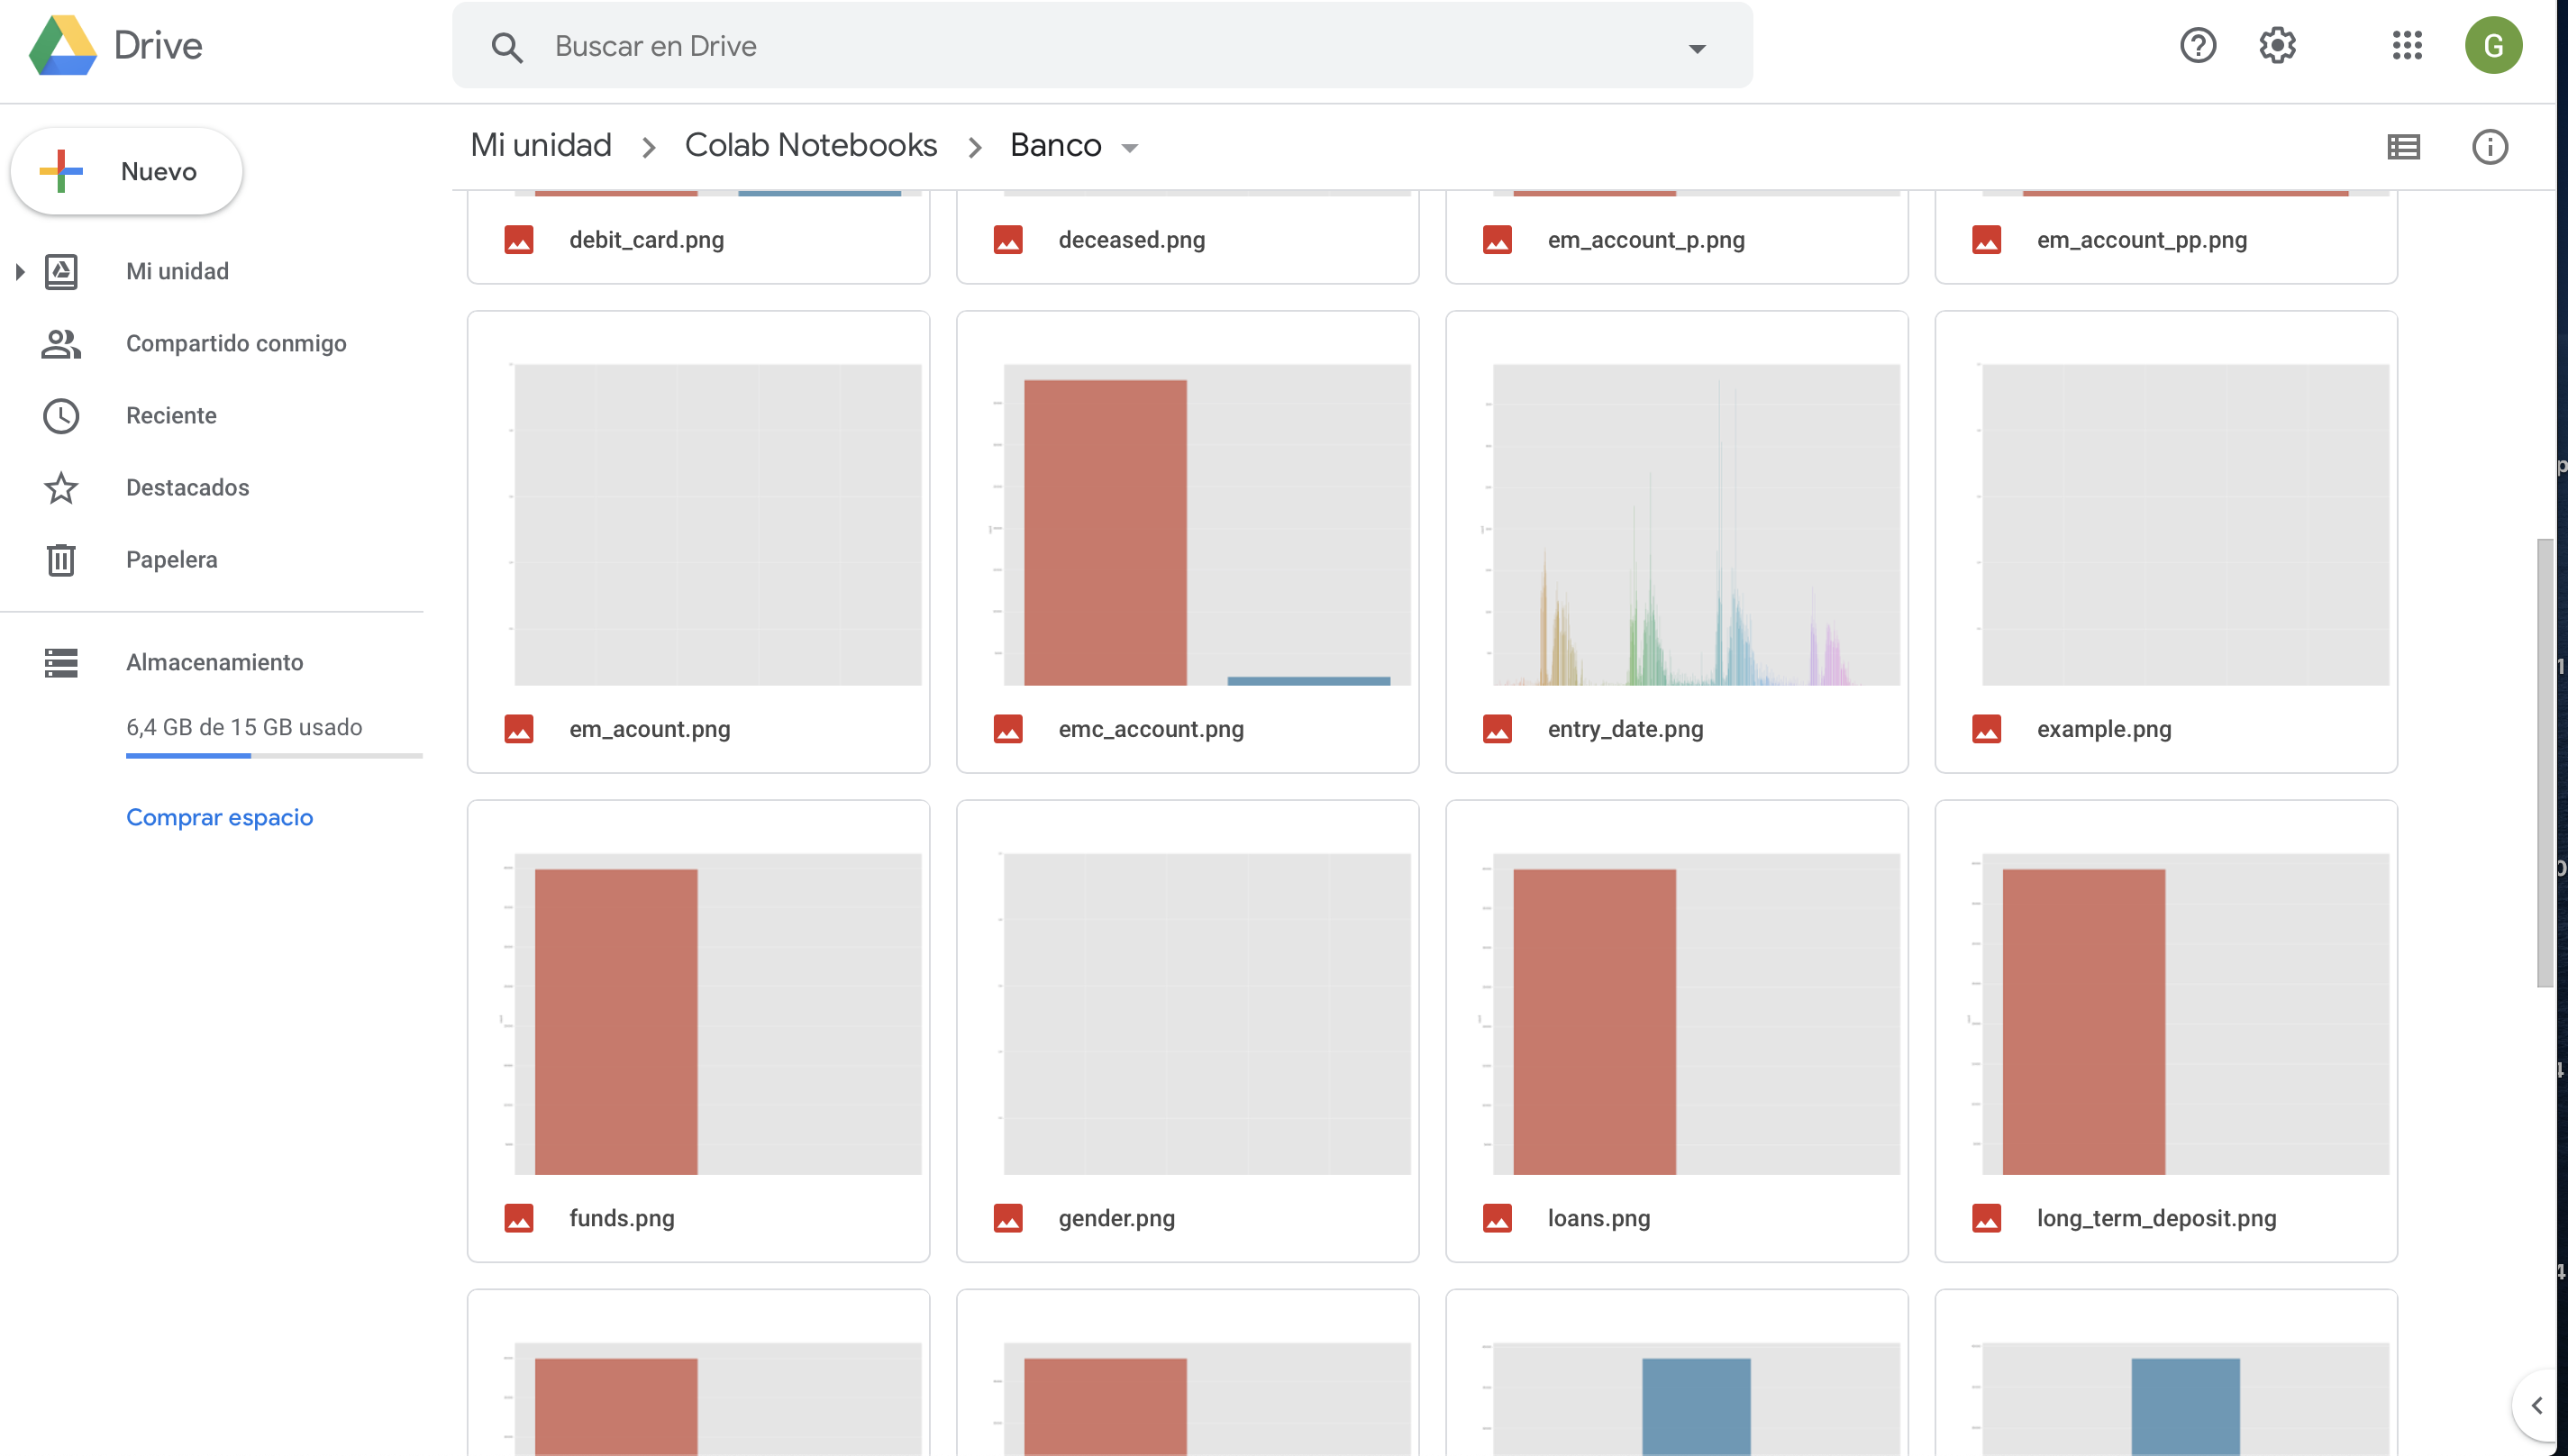 Drive
Buscar en Drive
G
Nuevo
Mi unidad
Colab Notebooks
Banco
Mi unidad
Compartido conmigo
Reciente
Destacados
Papelera
Almacenamiento
6,4 GB de 15 GB usado
Comprar espacio
debit_card.png
deceased.png
em_account_p.png
em_account_pp.png
em_acount.png
emc_account.png
entry_date.png
example.png
funds.png
gender.png
loans.png
long_term_deposit.png